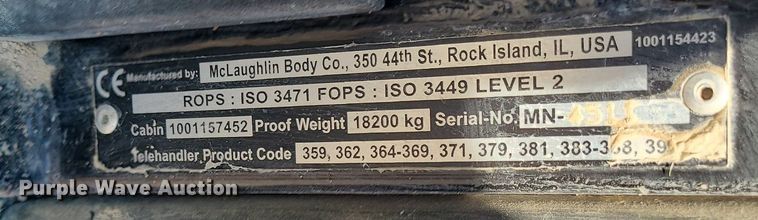 CE Manufactured by: McLaughlin Body Co., 350 44th St., Rock Island, IL, USA 1001154423
ROPS : ISO 3471 FOPS : ISO 3449 LEVEL 2
Cabin 1001157452 Proof Weight 18200 kg Serial-No. MN-
Telehandler Product Code 359, 362, 364-369, 371, 379, 381,
Purple Wave Auction